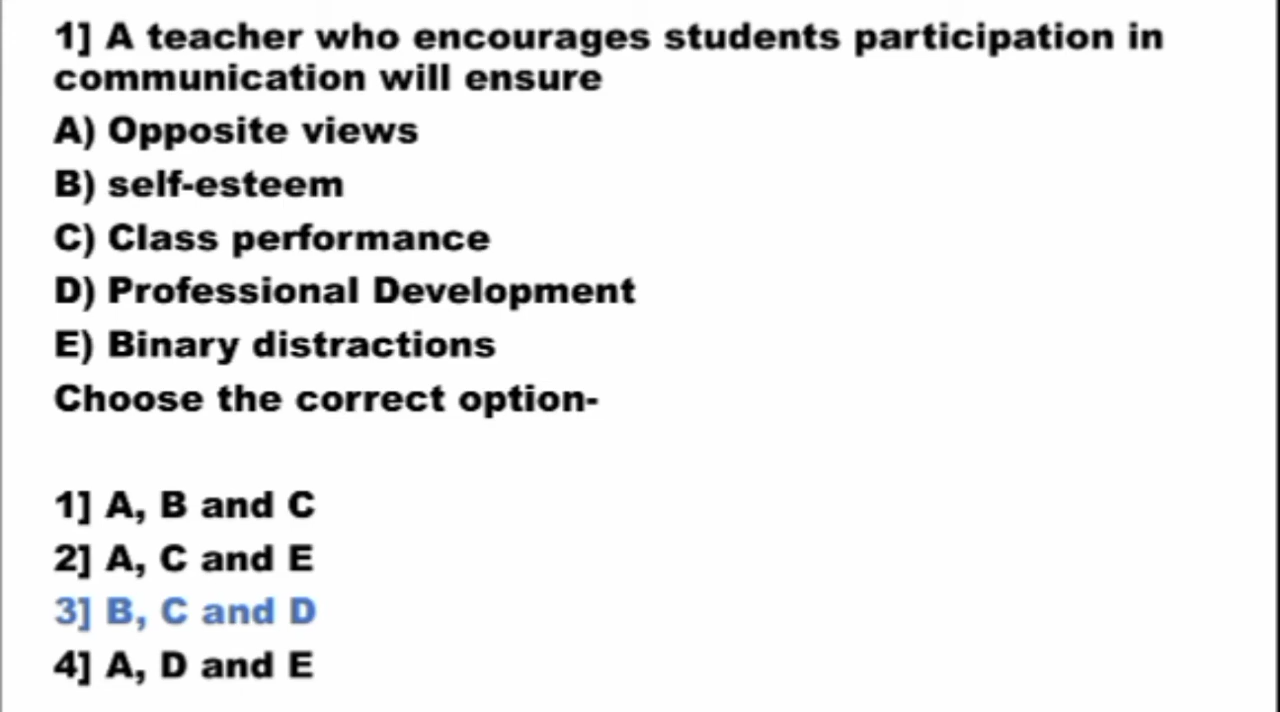 1] A teacher who encourages students participation in
communication will ensure
A) Opposite views
B) self-esteem
C) Class performance
D) Professional Development
E) Binary distractions
Choose the correct option-
1] A, B and C
2] A, C and E
3] B, C and D
4] A, D and E